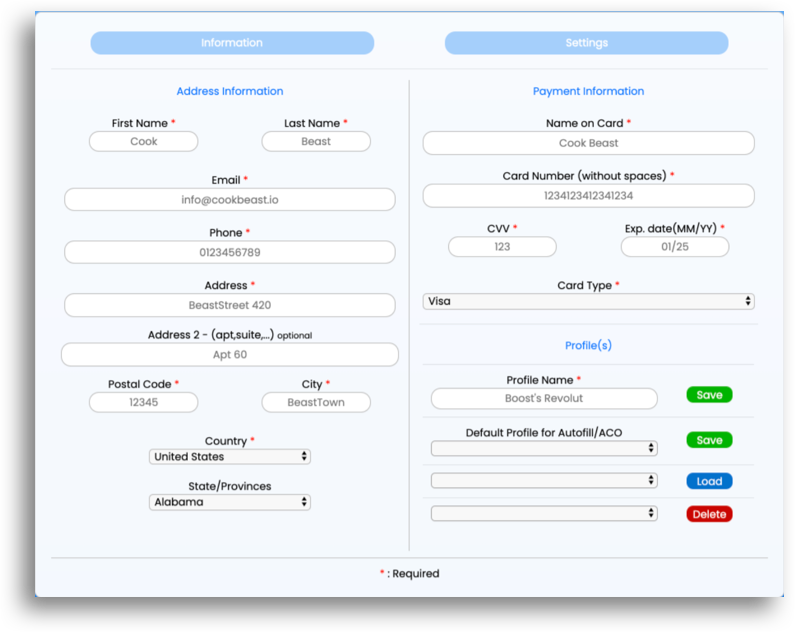 Information
Settings
Address Information
First Name *
Last Name *
Cook
Beast
Email *
info@cookbeast.io
Phone *
0123456789
Address *
BeastStreet 420
Address 2 - (apt,suite,...) optional
Apt 60
Postal Code *
City *
12345
BeastTown
Country *
United States
State/Provinces
Alabama
Payment Information
Name on Card *
Cook Beast
Card Number (without spaces) *
1234123412341234
CVV *
Exp. date(MM/YY) *
123
01/25
Card Type *
Visa
Profile(s)
Profile Name *
Boost's Revolut
Save
Default Profile for Autofill/ACO
Save
Load
Delete
* : Required